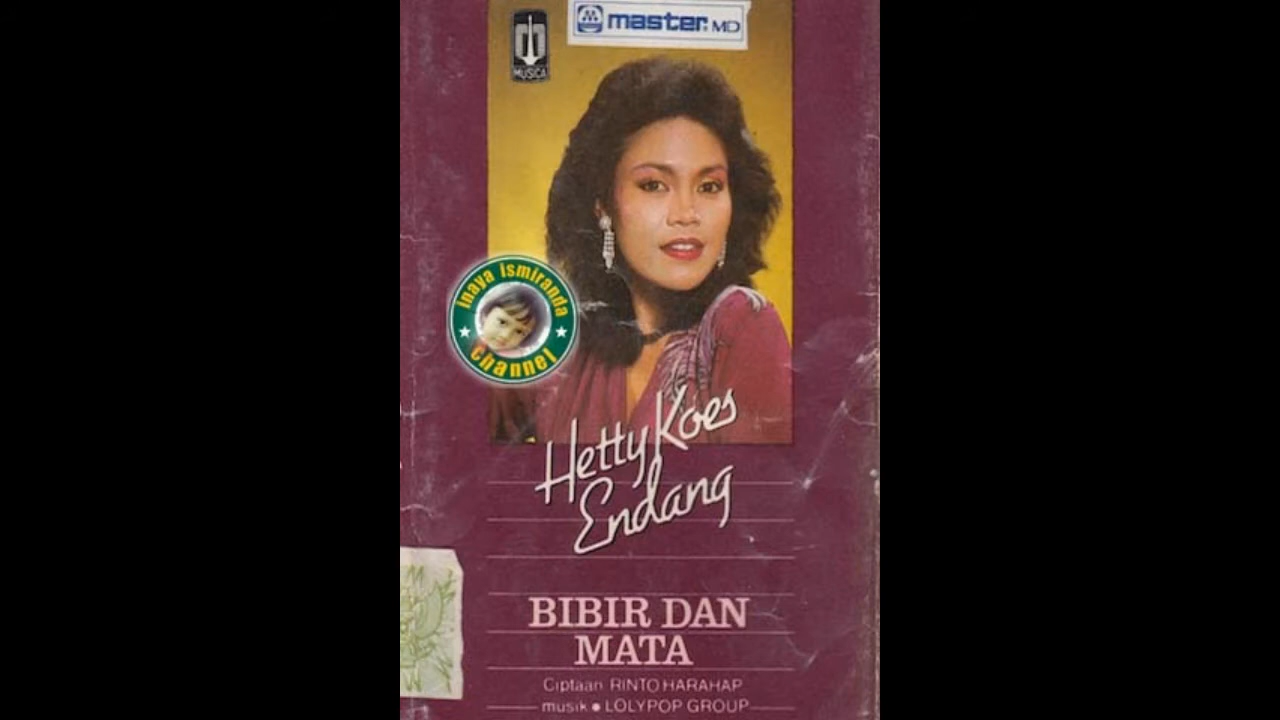 master. MD
MUSICA
inaya ismiranda
channel
Hetty Koes
Endang
BIBIR DAN
MATA
Ciptaan RINTO HARAHAP
musik ● LOLYPOP GROUP